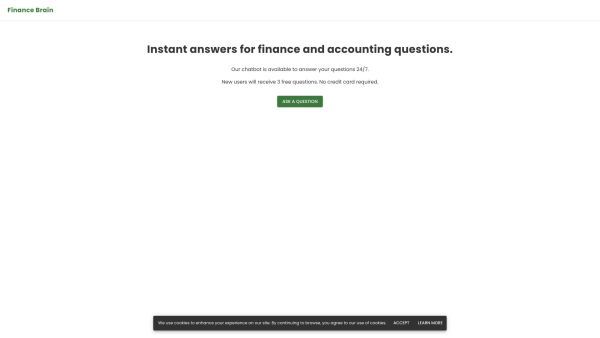 Finance Brain
Instant answers for finance and accounting questions.
Our chatbot is available to answer your questions 24/7.
New users will receive 3 free questions. No credit card required.
ASK A QUESTION
We use cookies to enhance your experience on our site. By continuing to browse, you agree to our use of cookies. ACCEPT LEARN MORE